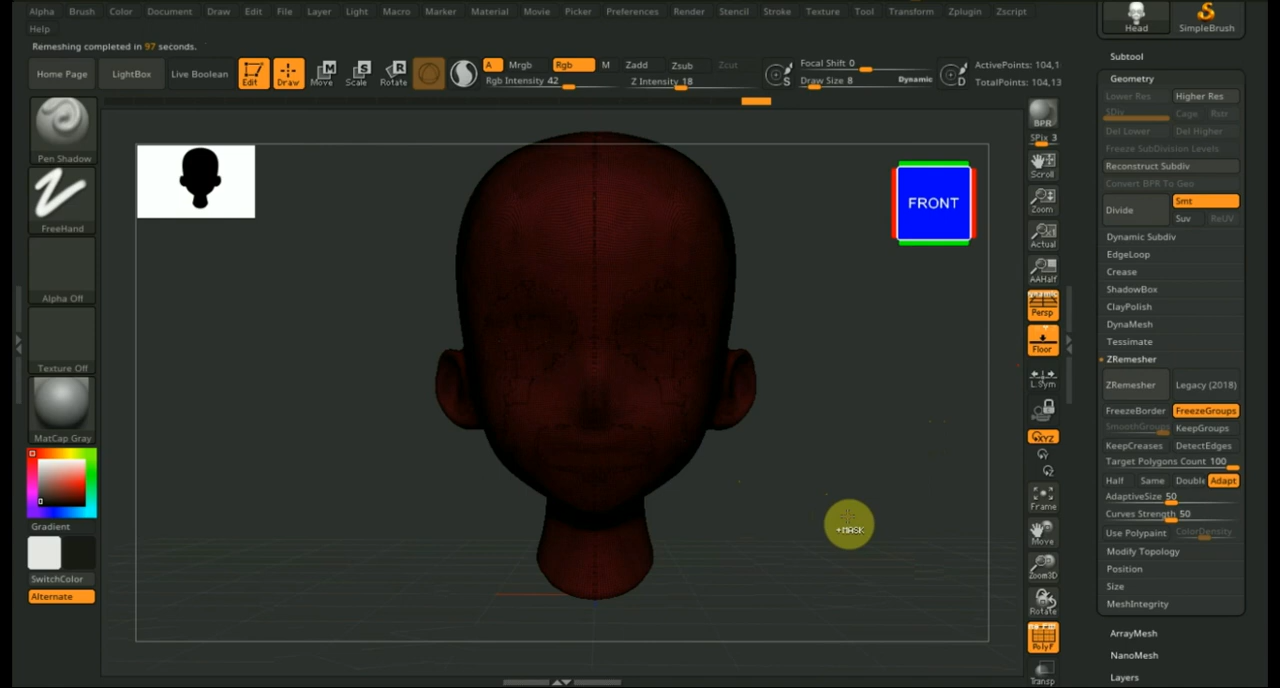 Alpha Brush Color Document Draw Edit File Layer Light Macro Marker Material Movie Picker Preferences Render Stencil Stroke Texture Tool Transform Zplugin Zscript
Help
Remeshing completed in 97 seconds.
Home Page LightBox Live Boolean Edit Draw Move Scale Rotate
A Mrgb Rgb M Zadd Zsub Zcut
Rgb Intensity 42 Z Intensity 18
Focal Shift 0
Draw Size 8 Dynamic
ActivePoints: 104,1
TotalPoints: 104,13
Pen Shadow
FreeHand
Alpha Off
Texture Off
MatCap Gray
Gradient
SwitchColor
Alternate
FRONT
+MASK
BPR
SPix 3
Scroll
Zoom
Actual
AAHalf
Persp
Floor
L.Sym
XYZ
Frame
Move
Zoom3D
Rotate
PolyF
Transp
Head SimpleBrush
Subtool
Geometry
Lower Res Higher Res
SDiv Cage Rstr
Del Lower Del Higher
Freeze SubDivision Levels
Reconstruct Subdiv
Convert BPR To Geo
Divide Smt
Suv ReUV
Dynamic Subdiv
EdgeLoop
Crease
ShadowBox
ClayPolish
DynaMesh
Tessimate
ZRemesher
ZRemesher Legacy (2018)
FreezeBorder FreezeGroups
SmoothGroups KeepGroups
KeepCreases DetectEdges
Target Polygons Count 100
Half Same Double Adapt
AdaptiveSize 50
Curves Strength 50
Use Polypaint ColorDensity
Modify Topology
Position
Size
MeshIntegrity
ArrayMesh
NanoMesh
Layers